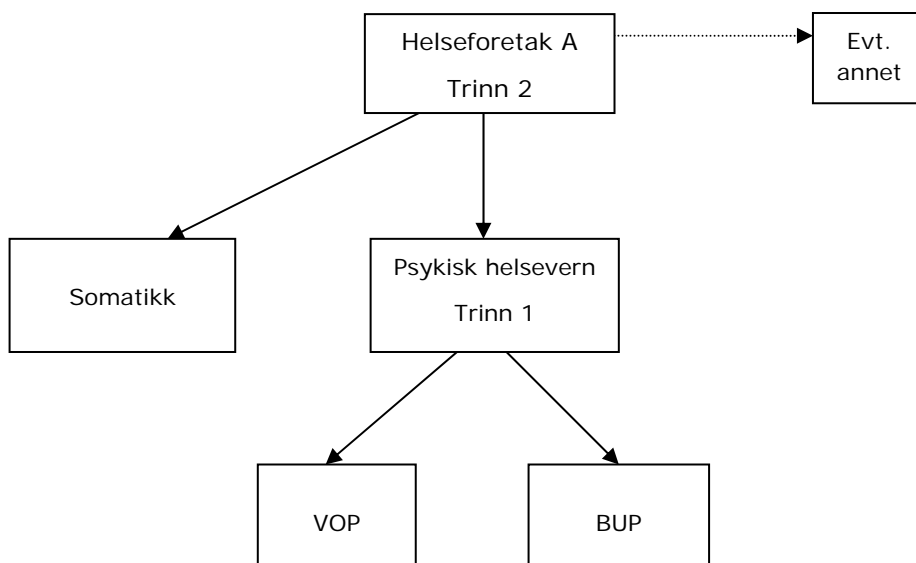 Helseforetak A
Trinn 2
Evt.
annet
Somatikk
Psykisk helsevern
Trinn 1
VOP
BUP